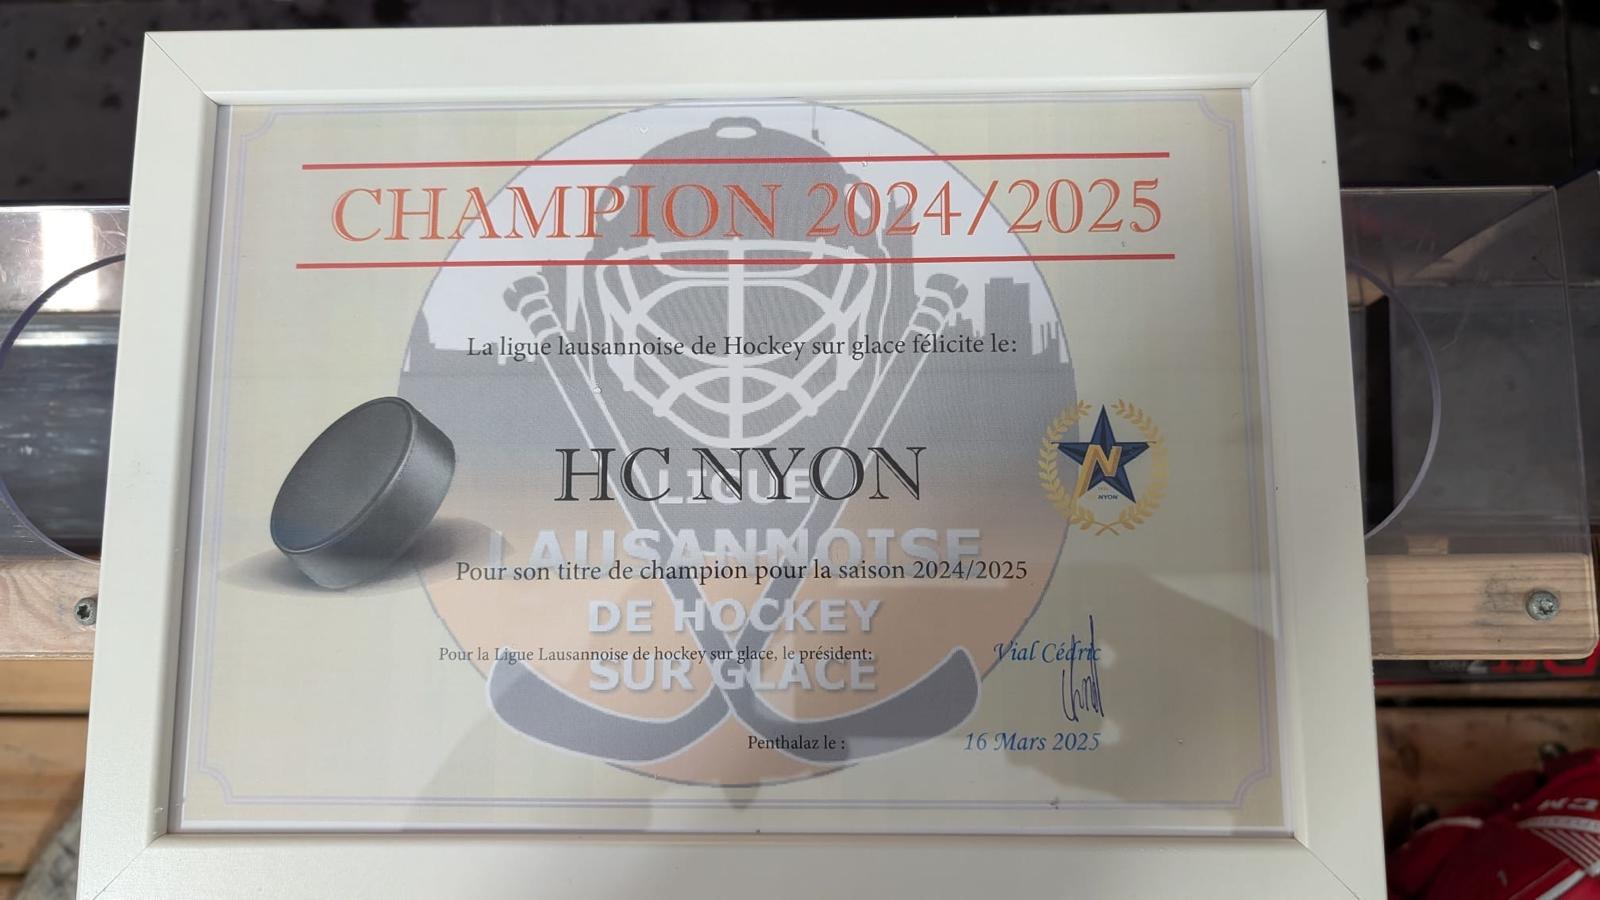 CHAMPION 2024/2025
La ligue lausannoise de Hockey sur glace félicite le:
HC NYON
LIGUE
NYON
LAUSANNOISE
Pour son titre de champion pour la saison 2024/2025
DE HOCKEY
Pour la Ligue Lausannoise de hockey sur glace, le président:
Vial Cédric
SUR GLACE
Penthalaz le :
16 Mars 2025